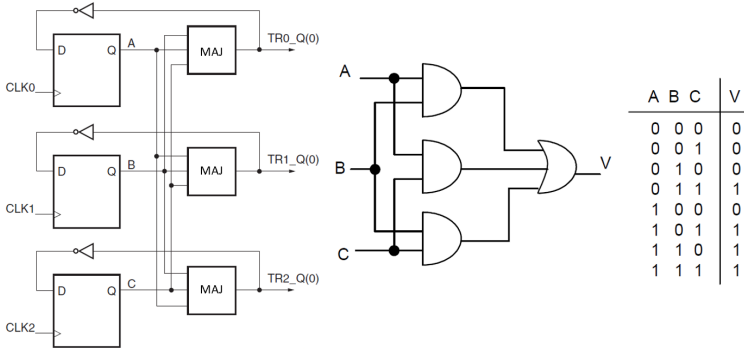 A
TR0_Q(0)
D Q
MAJ
CLK0
B
TR1_Q(0)
D Q
MAJ
CLK1
C
TR2_Q(0)
D Q
MAJ
CLK2
A
B
C
V
A B C V
0 0 0 0
0 0 1 0
0 1 0 0
0 1 1 1
1 0 0 0
1 0 1 1
1 1 0 1
1 1 1 1